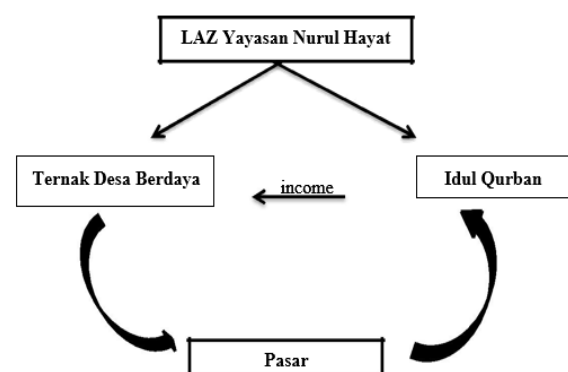 LAZ Yayasan Nurul Hayat
Ternak Desa Berdaya
income
Idul Qurban
Pasar